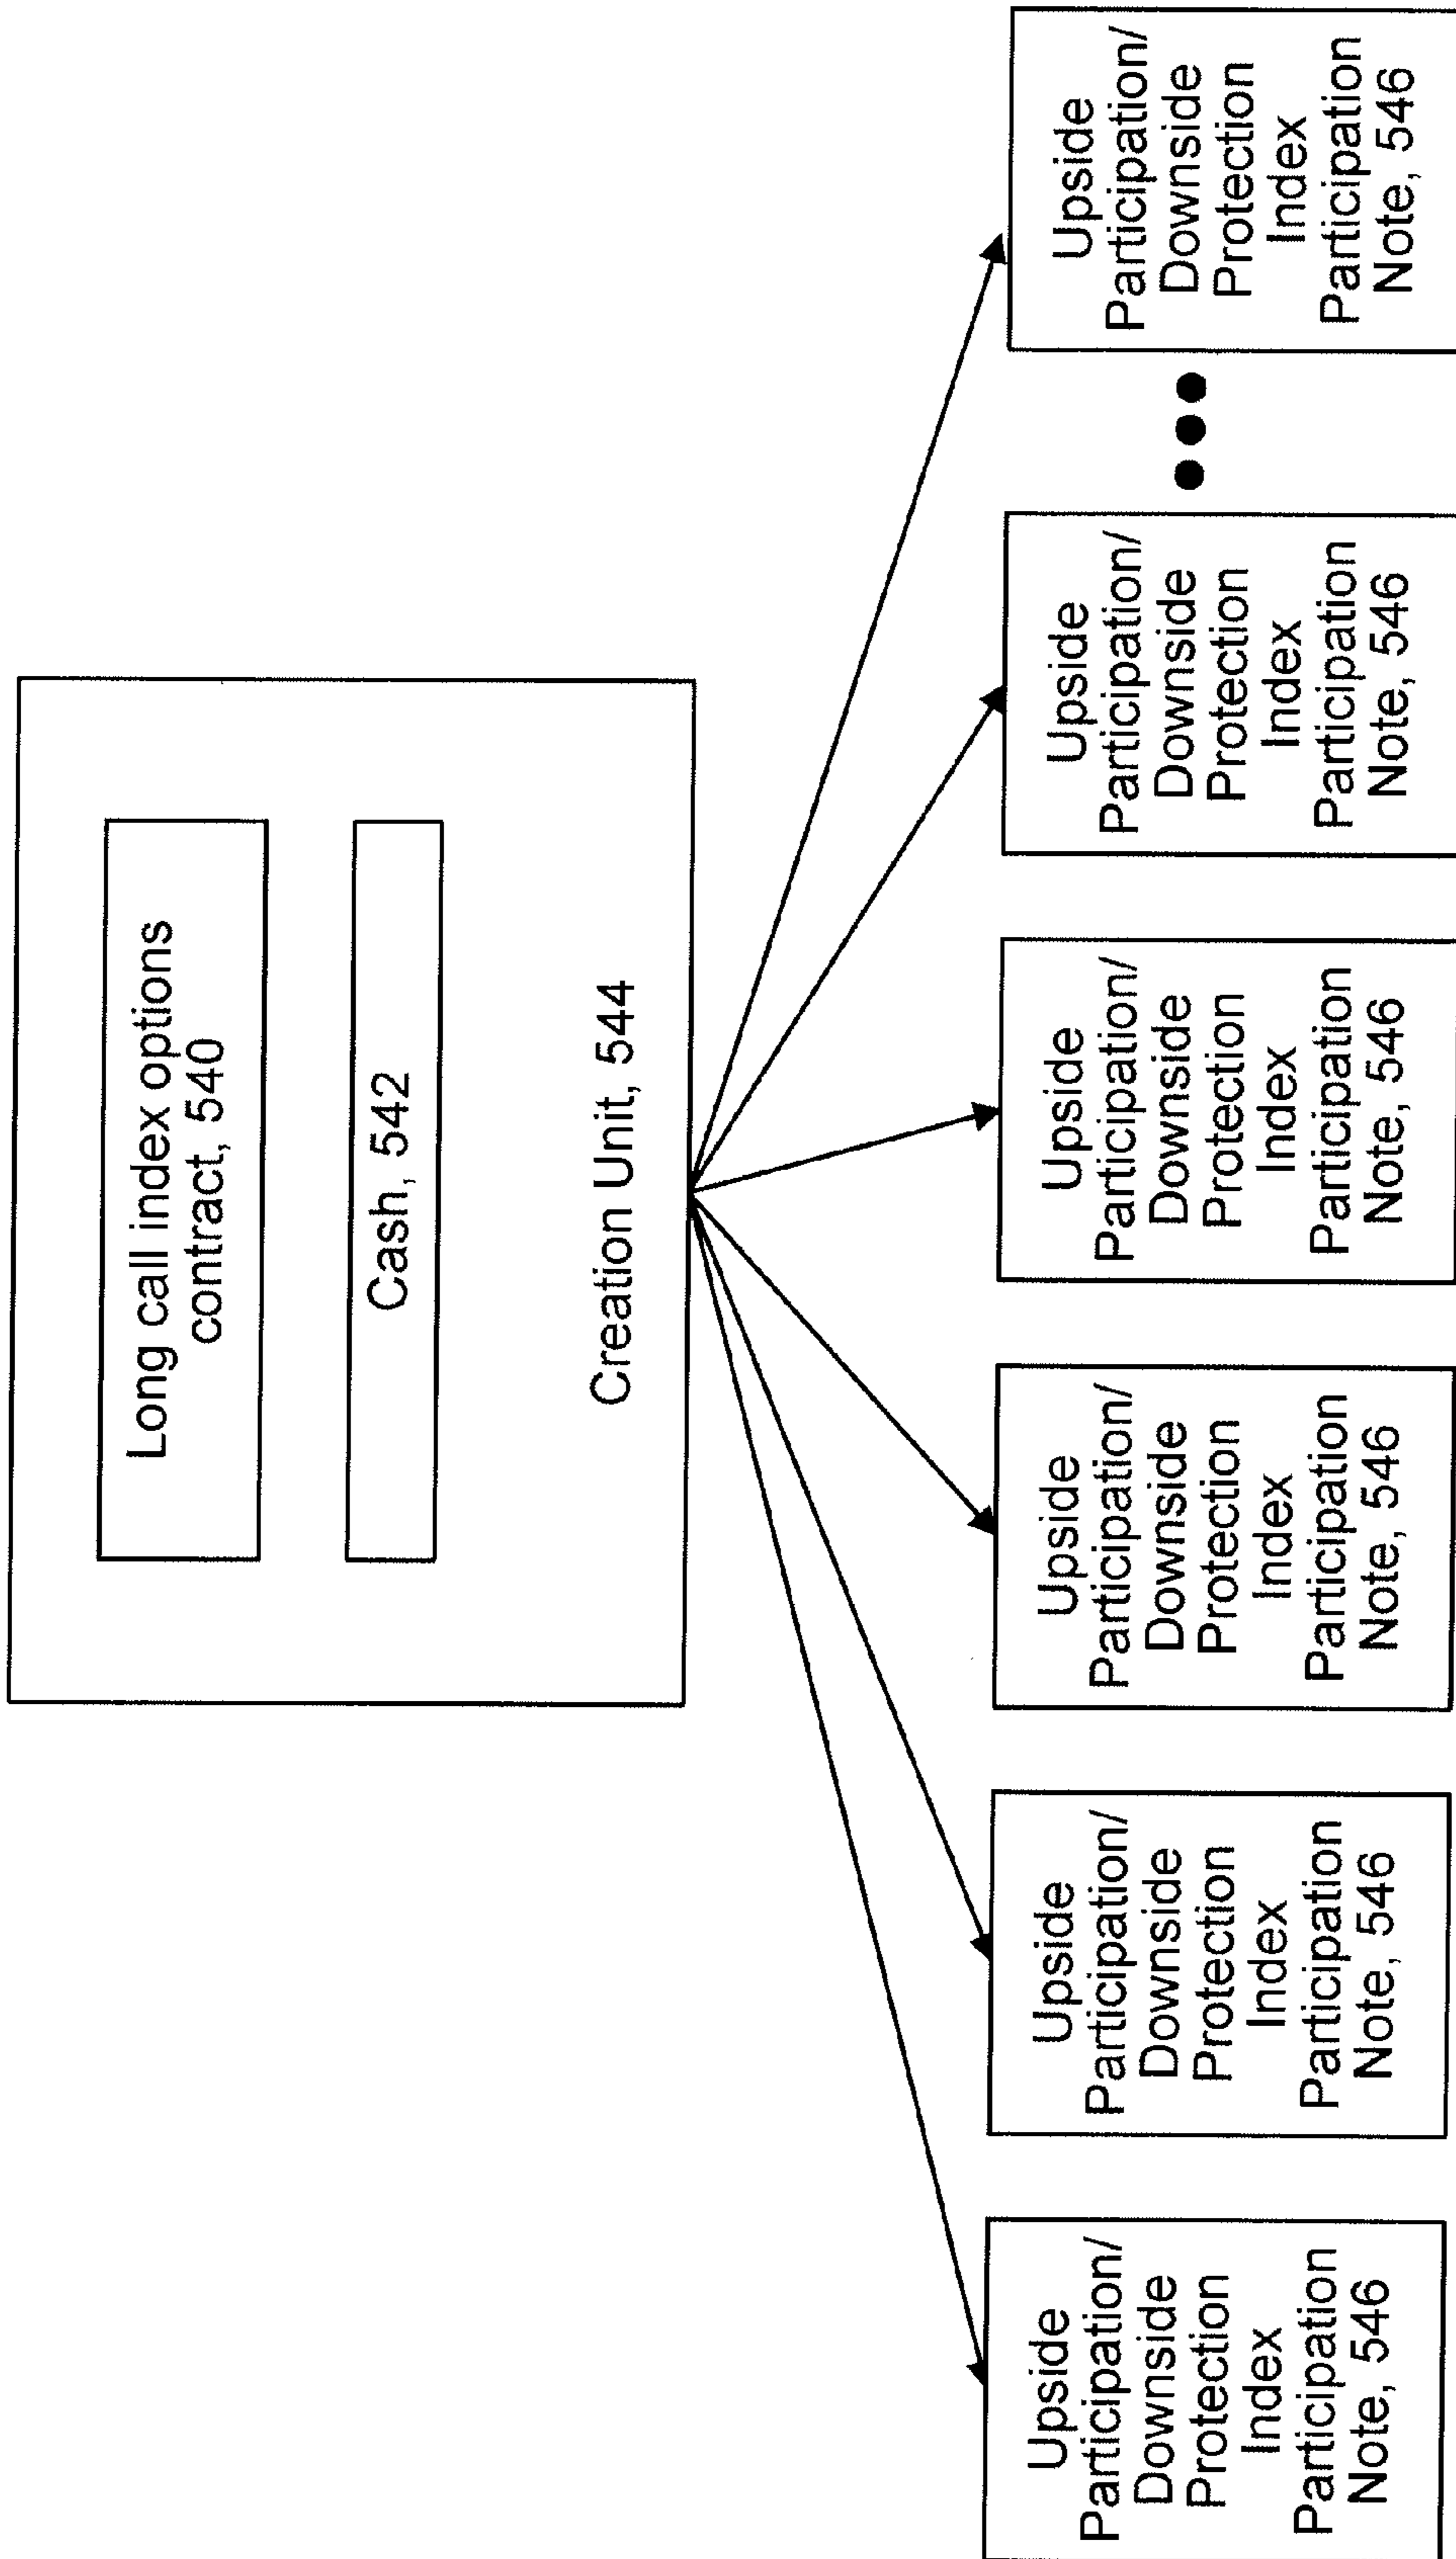 Long call index options
contract, 540
Cash, 542
Creation Unit, 544
Upside
Participation/
Downside
Protection
Index
Participation
Note, 546
Upside
Participation/
Downside
Protection
Index
Participation
Note, 546
Upside
Participation/
Downside
Protection
Index
Participation
Note, 546
Upside
Participation/
Downside
Protection
Index
Participation
Note, 546
Upside
Participation/
Downside
Protection
Index
Participation
Note, 546
Upside
Participation/
Downside
Protection
Index
Participation
Note, 546